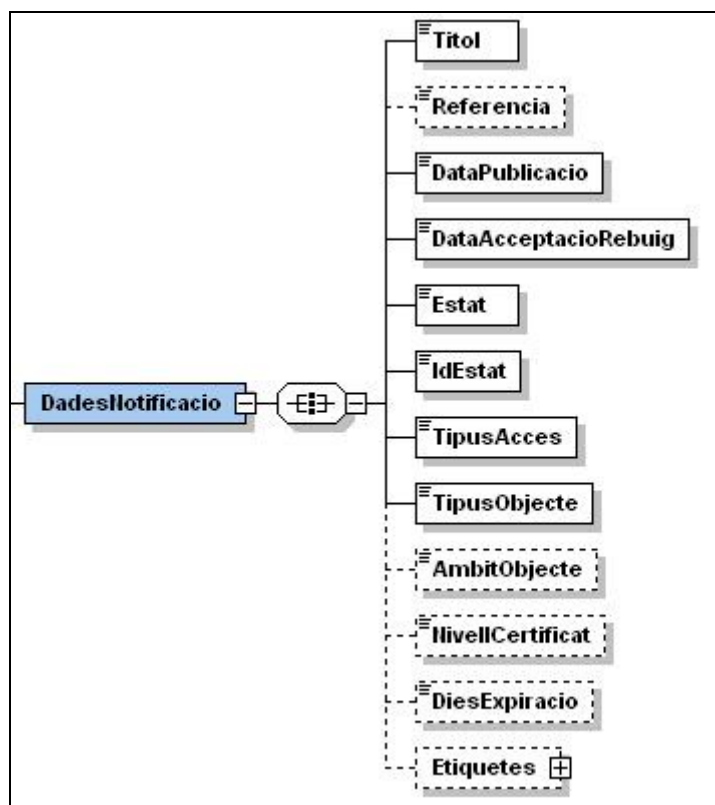 Titol
Referencia
DataPublicacio
DataAcceptacioRebuig
Estat
IdEstat
DadesNotificacio
TipusAcces
TipusObjecte
AmbitObjecte
NivellCertificat
DiesExpiracio
Etiquetes